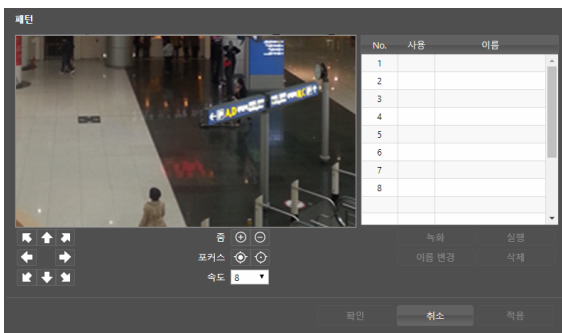 패턴
No. 사용 이름
1
2
3
4
5
6
7
8
A,D
B,C
줌
포커스
속도 8
녹화 실행
이름 변경 삭제
확인 취소 적용